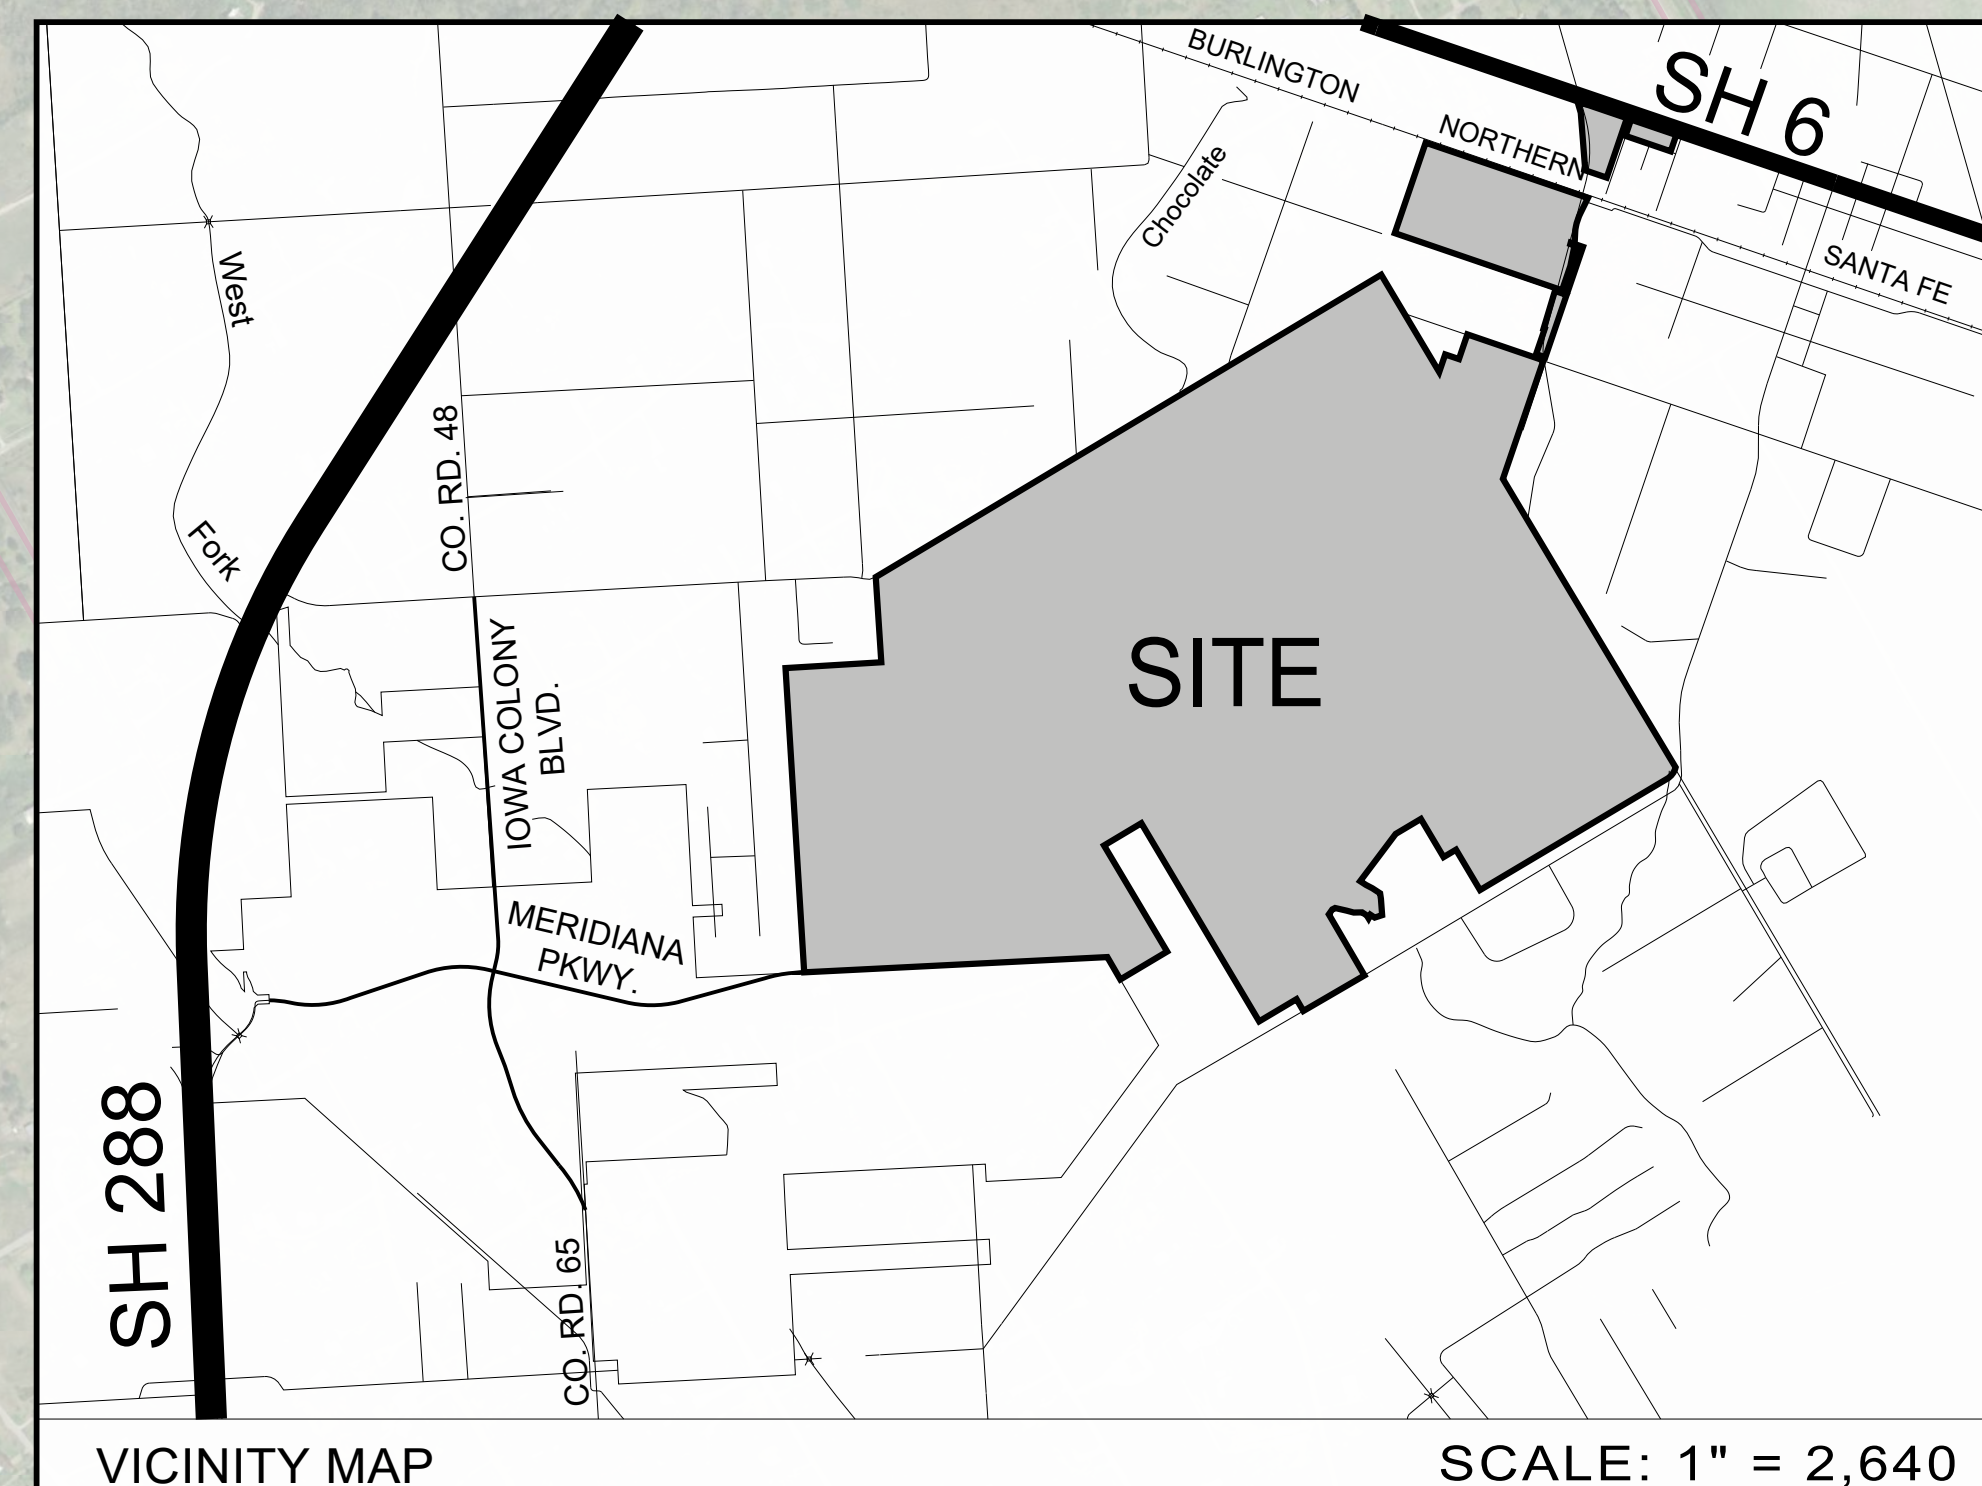 BURLINGTON
NORTHERN
SANTA FE
SH 6
Chocolate
West
Fork
CO. RD. 48
IOWA COLONY
BLVD.
SITE
MERIDIANA
PKWY.
SH 288
CO. RD. 65
VICINITY MAP
SCALE: 1" = 2,640